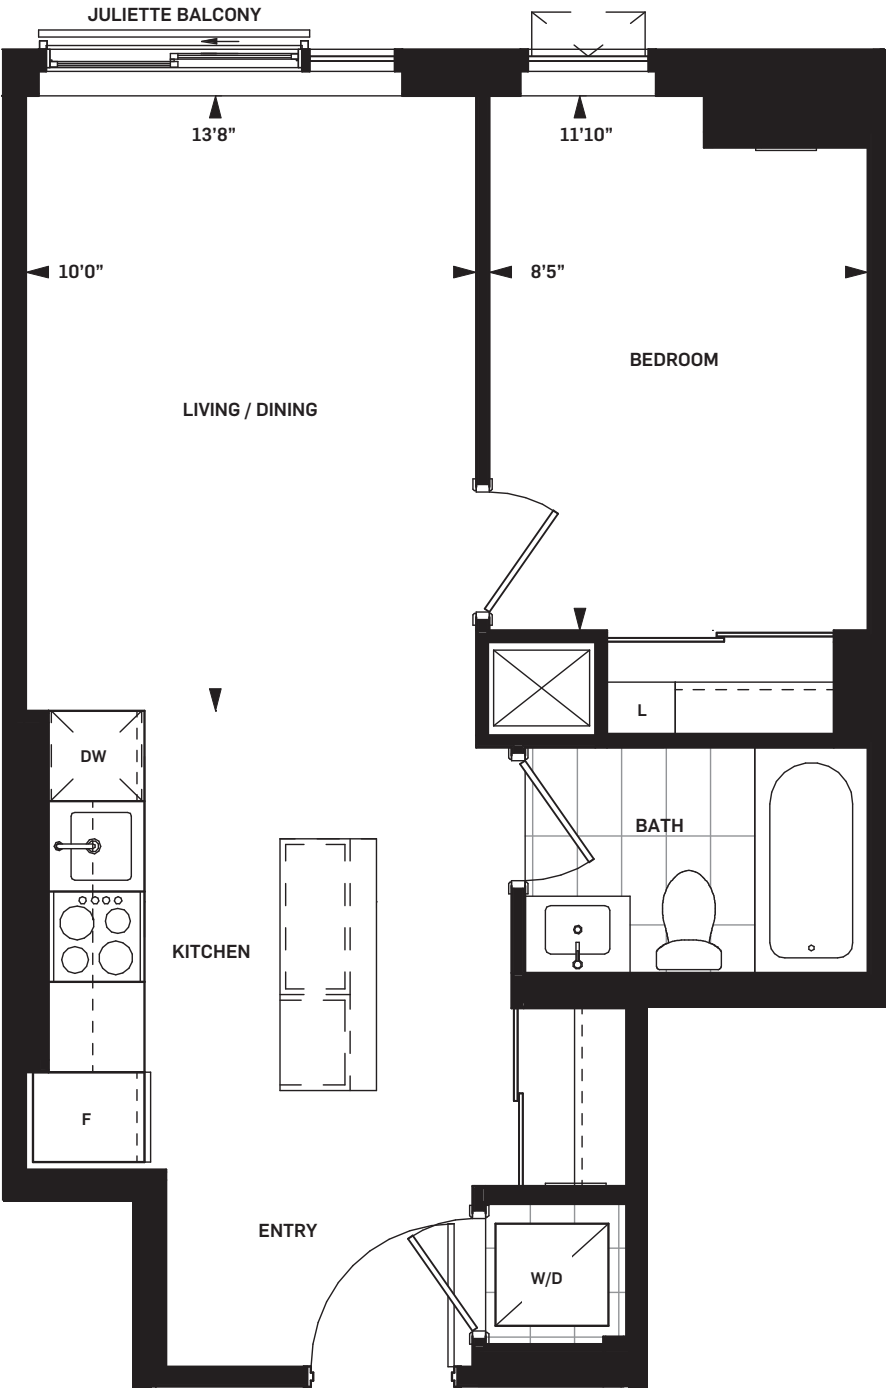 JULIETTE BALCONY
13'8"
11'10"
10'0"
8'5"
BEDROOM
LIVING / DINING
L
DW
BATH
KITCHEN
F
ENTRY
W/D